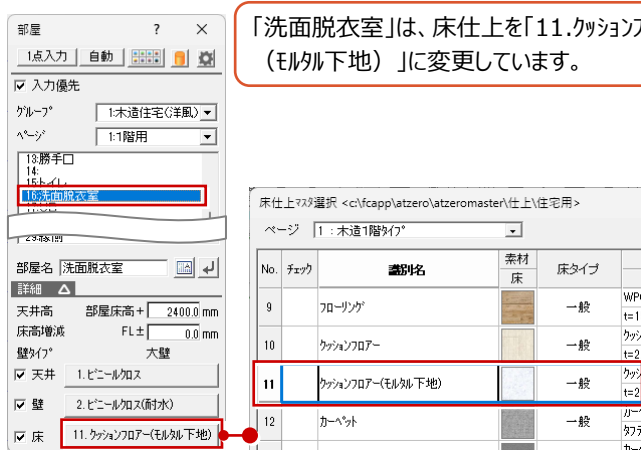 部屋 ? ×
「洗面脱衣室」は、床仕上を「11.ｸｯｼｮﾝﾌ
（ﾓﾙﾀﾙ下地）」に変更しています。
1点入力 自動
入力優先
ｸﾞﾙｰﾌﾟ 1:木造住宅(洋風)
ﾍﾟｰｼﾞ 1:1階用
13:勝手口
14:
15:トイレ
16:洗面脱衣室
部屋名 洗面脱衣室
詳細
天井高 部屋床高+ 2400.0 mm
床高増減 FL± 0.0 mm
壁ﾀｲﾌﾟ 大壁
天井 1. ﾋﾞﾆｰﾙｸﾛｽ
壁 2. ﾋﾞﾆｰﾙｸﾛｽ(耐水)
床 11. ｸｯｼｮﾝﾌﾛｱｰ(ﾓﾙﾀﾙ下地)
床仕上ﾏｽﾀ選択 <c:\fcapp\atzero\atzeromaster\仕上\住宅用>
ページ 1 : 木造1階ﾀｲﾌﾟ
No. ﾁｪｯｸ 識別名 素材 床 床タイプ
9 ﾌﾛｰﾘﾝｸﾞ 一般 WPC
t=1
10 ｸｯｼｮﾝﾌﾛｱｰ 一般 ｸｯｼ
t=2
11 ｸｯｼｮﾝﾌﾛｱｰ(ﾓﾙﾀﾙ下地) 一般 ｸｯｼ
t=2
12 ｶｰﾍﾟｯﾄ 一般 ｶｰﾍ
ﾀﾌﾃ